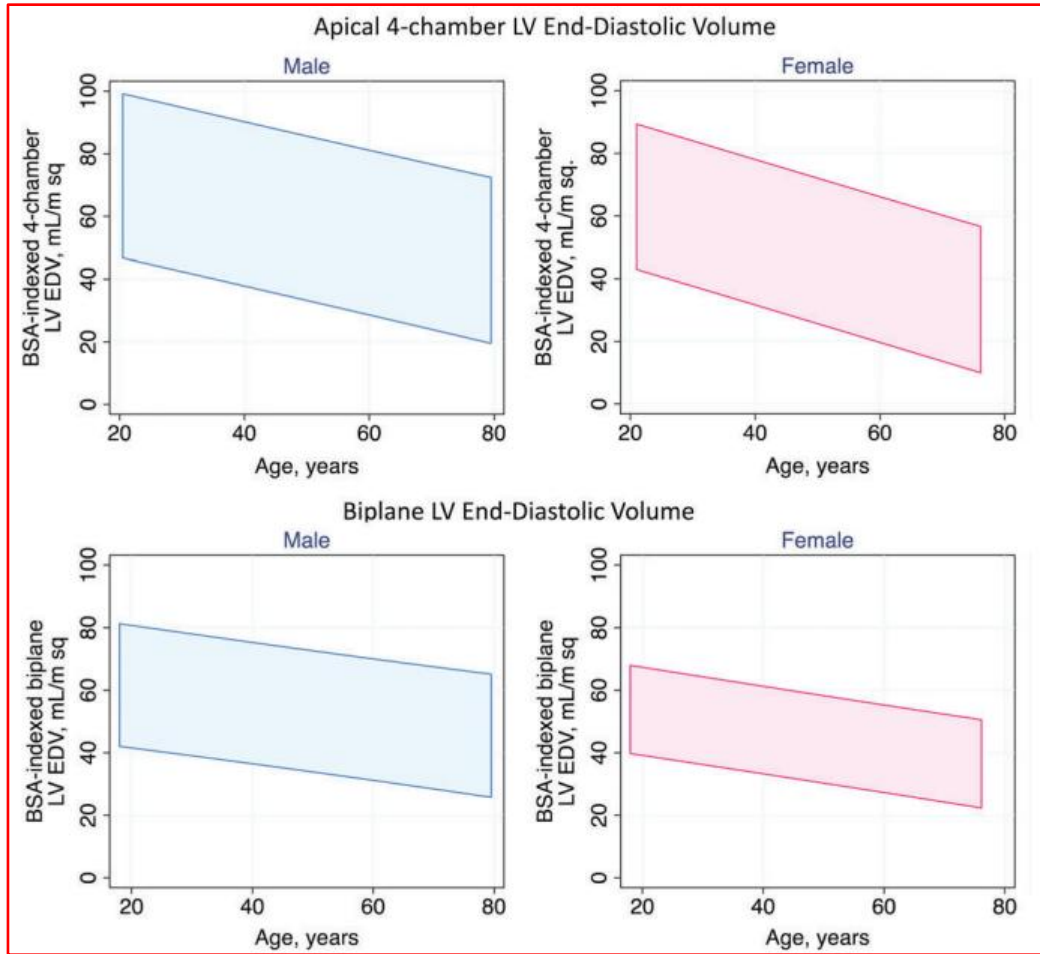 Apical 4-chamber LV End-Diastolic Volume
Male
BSA-indexed 4-chamber
LV EDV, mL/m sq
100
80
60
40
20
0
20 40 60 80
Age, years
Female
BSA-indexed 4-chamber
LV EDV, mL/m sq.
100
80
60
40
20
0
20 40 60 80
Age, years
Biplane LV End-Diastolic Volume
Male
BSA-indexed biplane
LV EDV, mL/m sq
100
80
60
40
20
0
20 40 60 80
Age, years
Female
BSA-indexed biplane
LV EDV, mL/m sq
100
80
60
40
20
0
20 40 60 80
Age, years